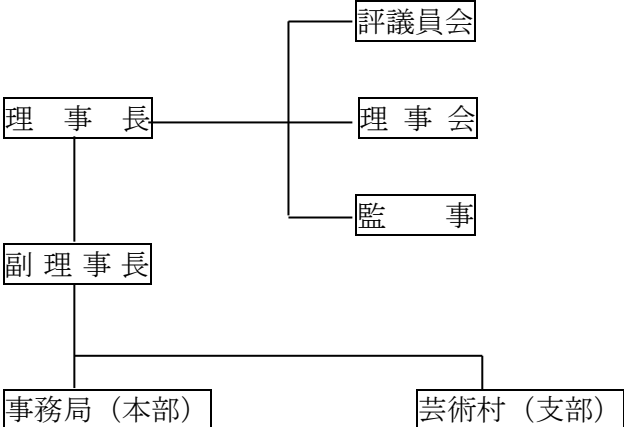 評議員会
理事長
理事会
監事
副理事長
事務局（本部）
芸術村（支部）